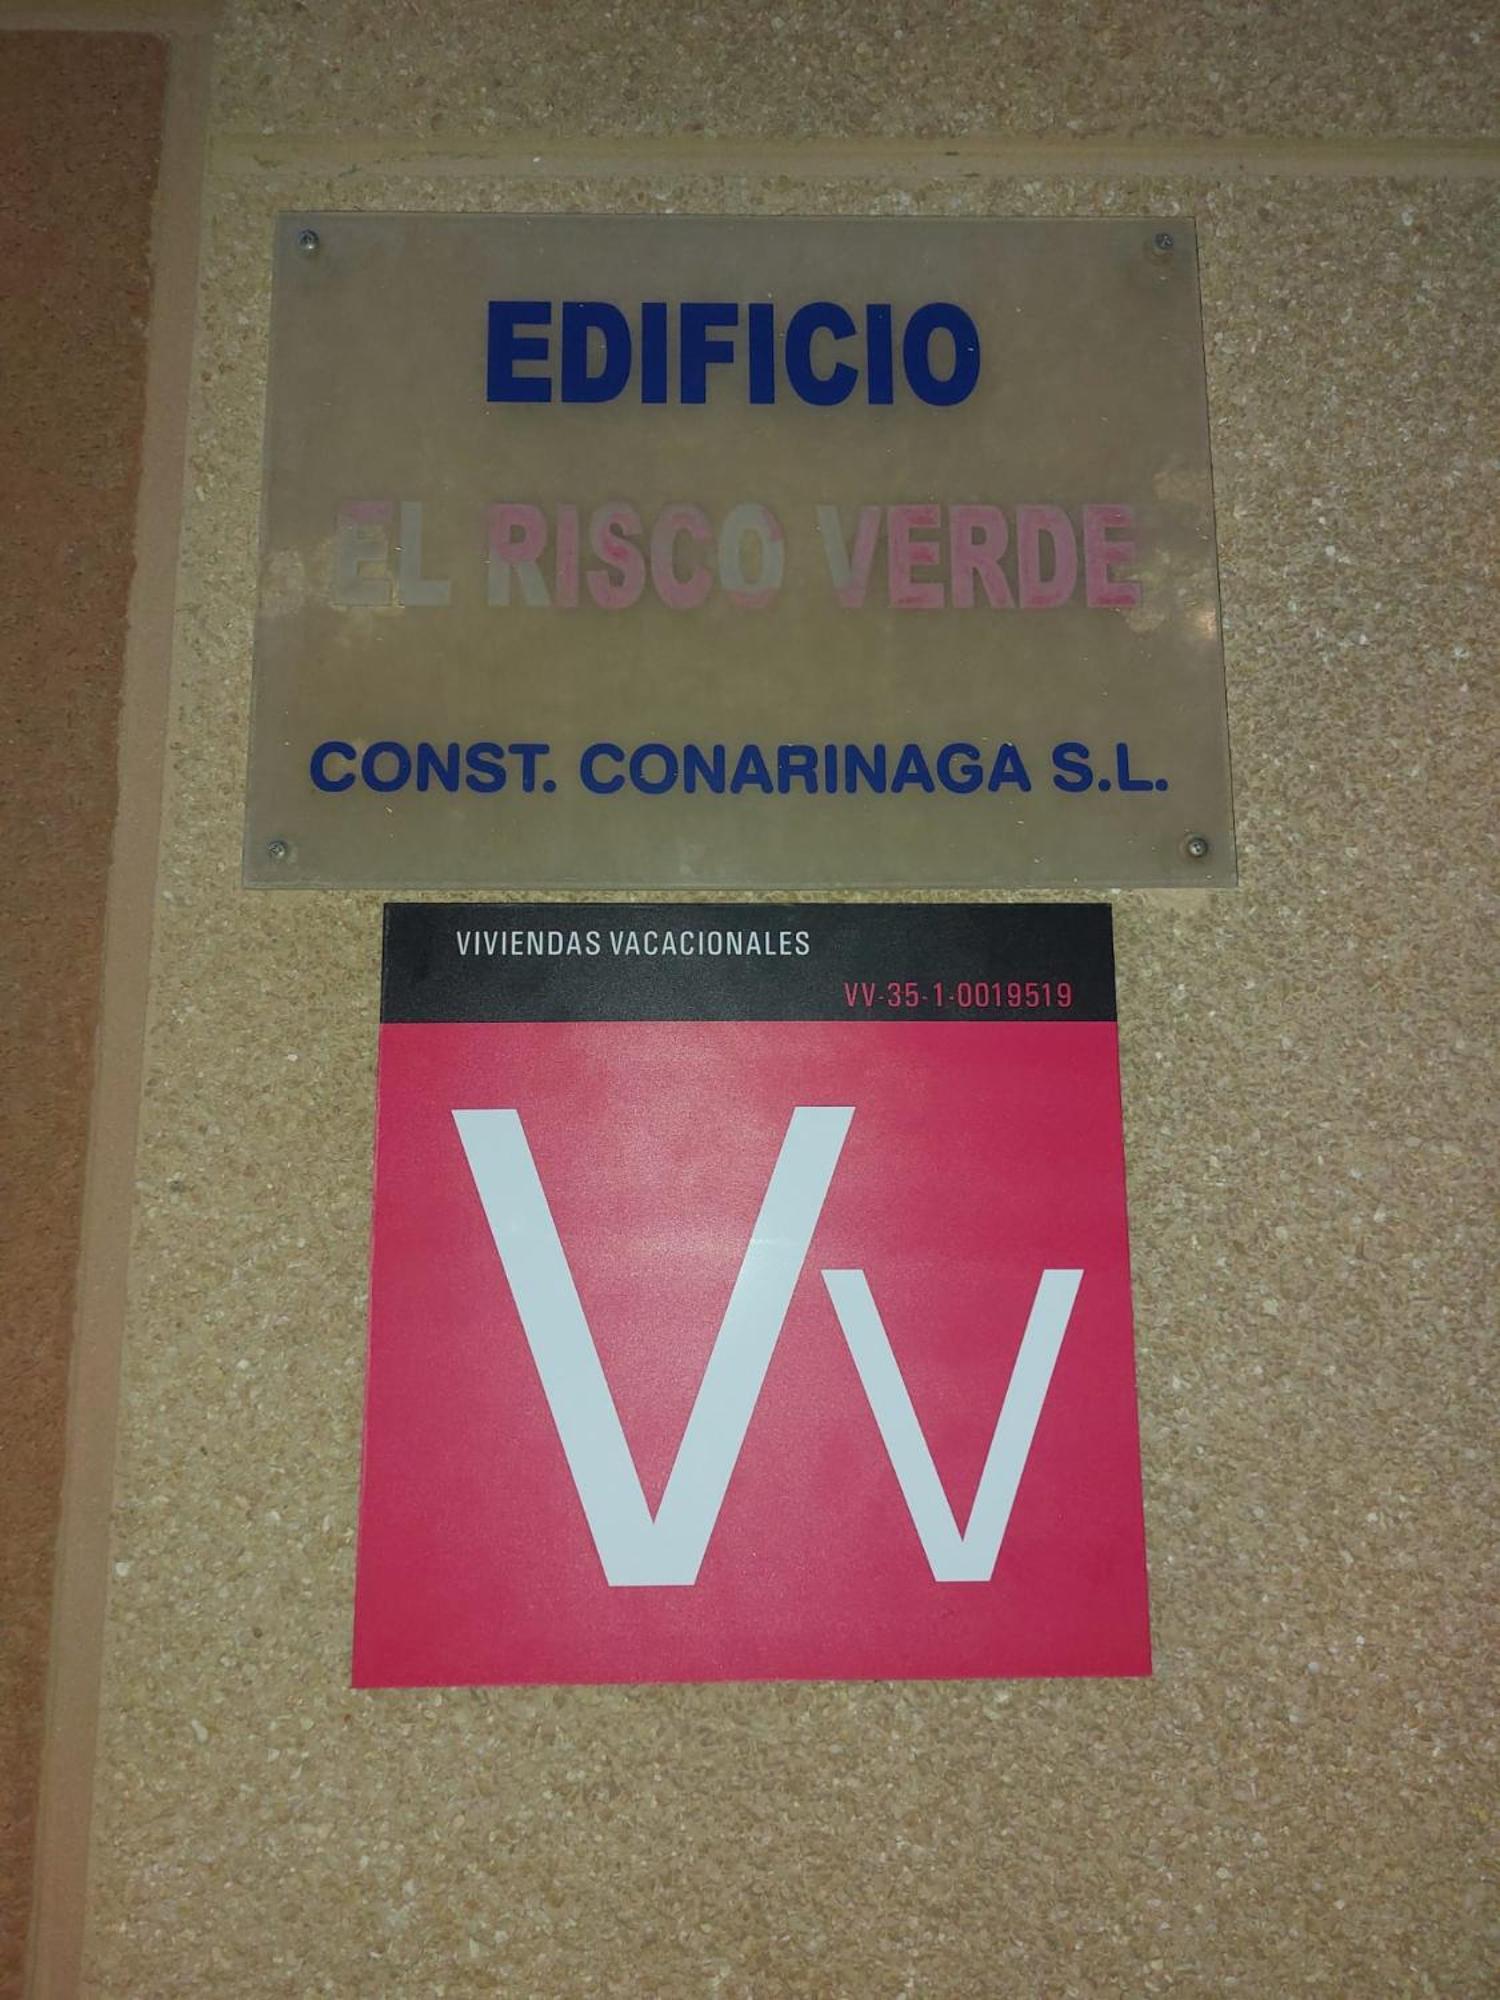 EDIFICIO
EL RISCO VERDE
CONST. CONARINAGA S.L.
VIVIENDAS VACACIONALES
VV-35-1-0019519
Vv